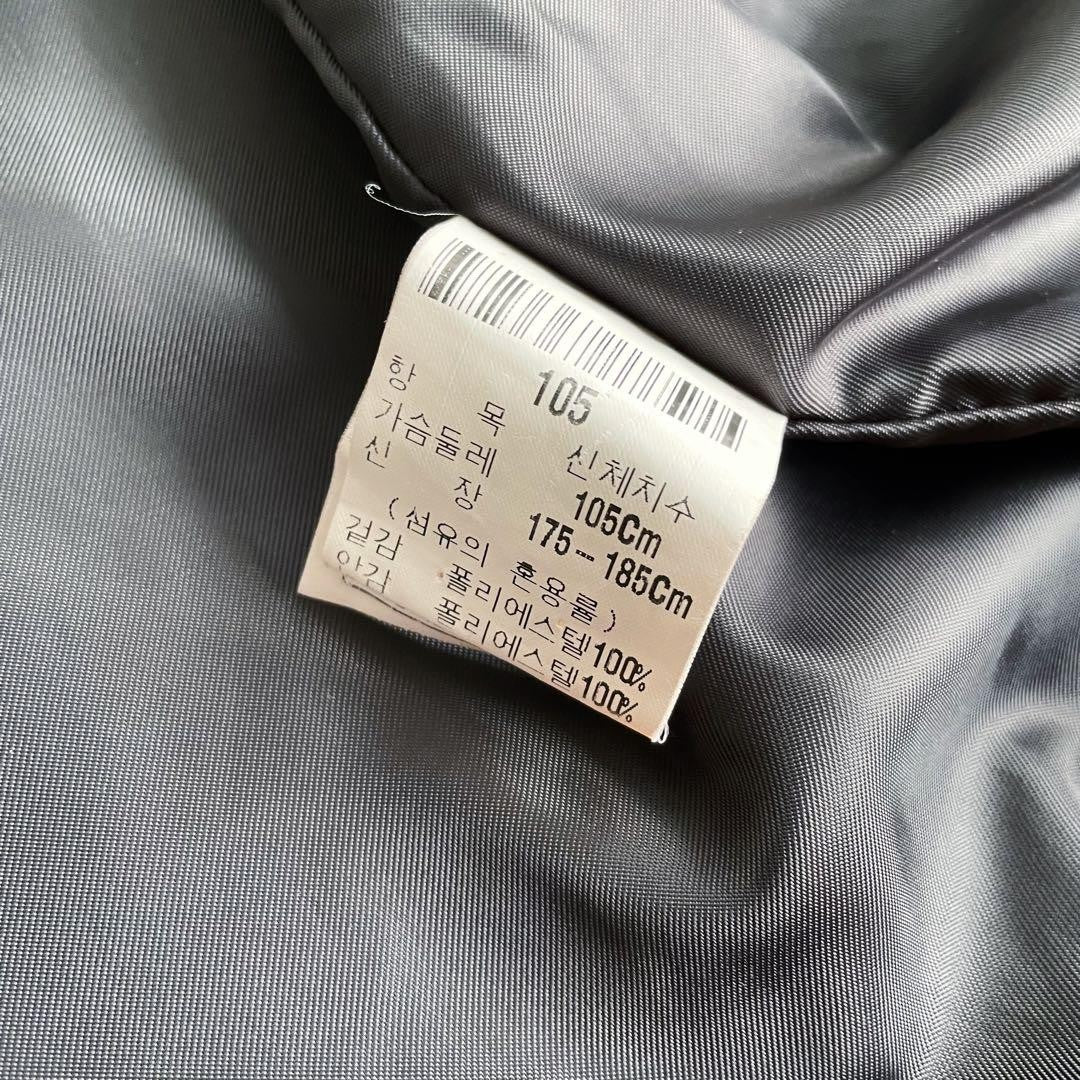 105
항 목 신체치수
가슴둘레 105Cm
신 장 175-185Cm
(섬유의 혼용률)
겉감 폴리에스텔100%
안감 폴리에스텔100%